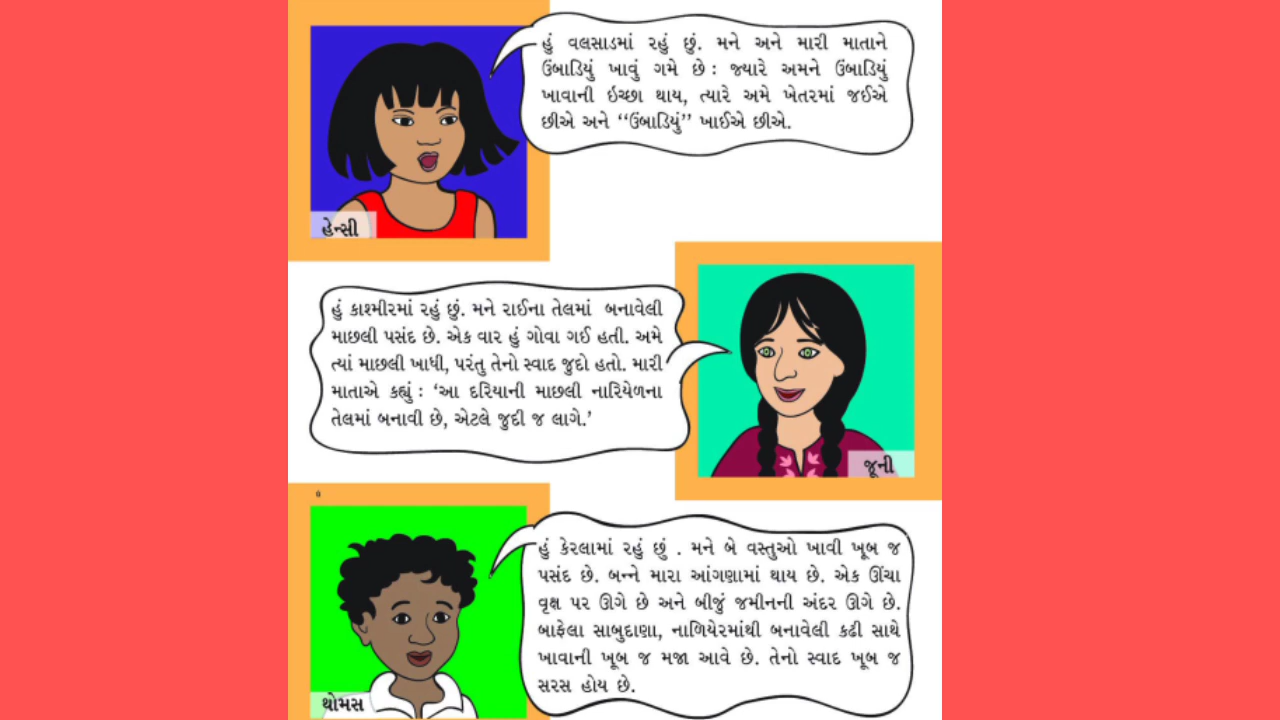 હું વલસાડમાં રહું છું. મને અને મારી માતાને
ઉંબાડિયું ખાવું ગમે છે : જ્યારે અમને ઉંબાડિયું
ખાવાની ઇચ્છા થાય, ત્યારે અમે ખેતરમાં જઈએ
છીએ અને “ઉંબાડિયું” ખાઈએ છીએ.
હેન્સી
હું કાશ્મીરમાં રહું છું. મને રાઈના તેલમાં બનાવેલી
માછલી પસંદ છે. એક વાર હું ગોવા ગઈ હતી. અમે
ત્યાં માછલી ખાધી, પરંતુ તેનો સ્વાદ જુદો હતો. મારી
માતાએ કહ્યું : ‘આ દરિયાની માછલી નારિયેળના
તેલમાં બનાવી છે, એટલે જુદી જ લાગે.’
જૂની
હું કેરલામાં રહું છું . મને બે વસ્તુઓ ખાવી ખૂબ જ
પસંદ છે. બન્ને મારા આંગણામાં થાય છે. એક ઊંચા
વૃક્ષ પર ઊગે છે અને બીજું જમીનની અંદર ઊગે છે.
બાફેલા સાબુદાણા, નાળિયેરમાંથી બનાવેલી કઢી સાથે
ખાવાની ખૂબ જ મજા આવે છે. તેનો સ્વાદ ખૂબ જ
સરસ હોય છે.
થોમસ